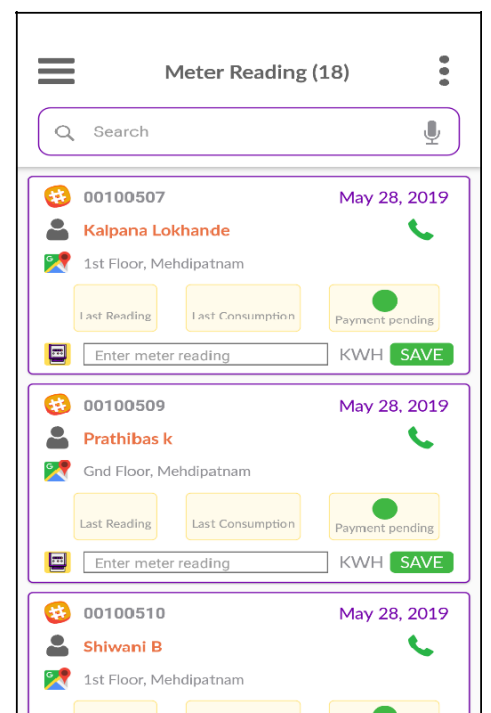 Meter Reading (18)
Search
00100507 May 28, 2019
Kalpana Lokhande
1st Floor, Mehdipatnam
Last Reading Last Consumption Payment pending
Enter meter reading KWH SAVE
00100509 May 28, 2019
Prathibas k
Gnd Floor, Mehdipatnam
Last Reading Last Consumption Payment pending
Enter meter reading KWH SAVE
00100510 May 28, 2019
Shiwani B
1st Floor, Mehdipatnam